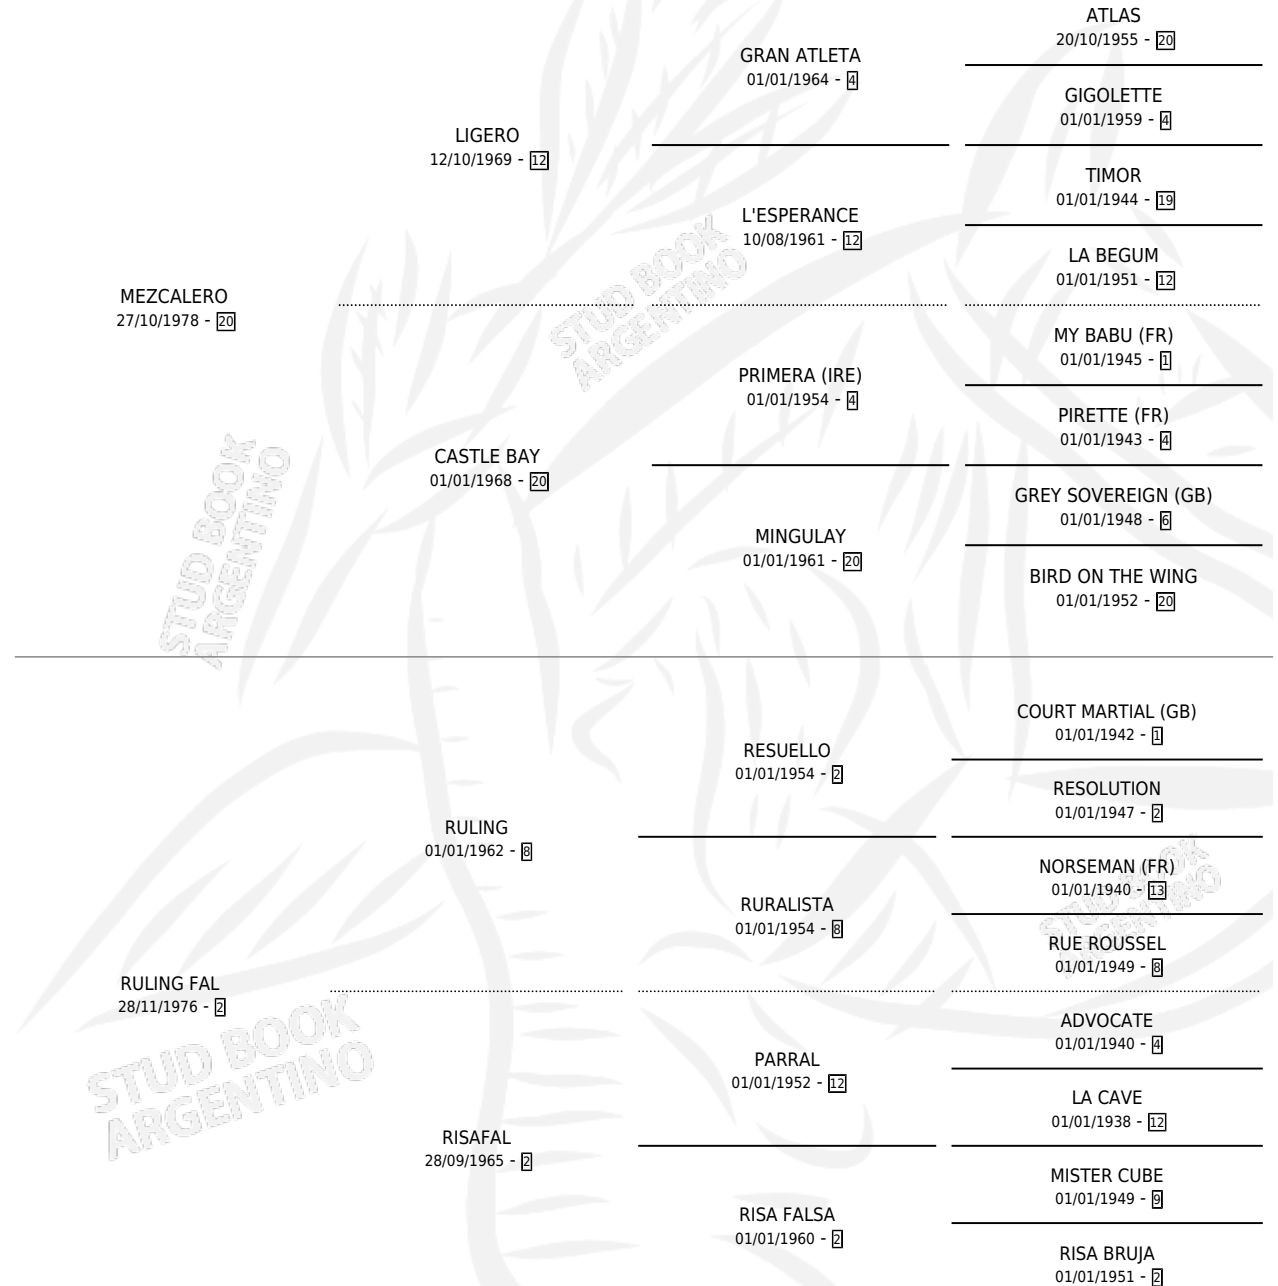 ATLAS
20/10/1955 - 20
GRAN ATLETA
01/01/1964 - 4
GIGOLETTE
01/01/1959 - 4
LIGERO
12/10/1969 - 12
TIMOR
01/01/1944 - 19
L'ESPERANCE
10/08/1961 - 12
LA BEGUM
01/01/1951 - 12
MEZCALERO
27/10/1978 - 20
STUD BOOK
ARGENTINO
MY BABU (FR)
01/01/1945 - 1
PRIMERA (IRE)
01/01/1954 - 4
PIRETTE (FR)
01/01/1943 - 4
CASTLE BAY
01/01/1968 - 20
GREY SOVEREIGN (GB)
01/01/1948 - 6
MINGULAY
01/01/1961 - 20
BIRD ON THE WING
01/01/1952 - 20
STUD BOOK
ARGENTINO
COURT MARTIAL (GB)
01/01/1942 - 1
RESUELLO
01/01/1954 - 2
RESOLUTION
01/01/1947 - 2
RULING
01/01/1962 - 8
NORSEMAN (FR)
01/01/1940 - 13
STUD BOOK
ARGENTINO
RURALISTA
01/01/1954 - 8
RUE ROUSSEL
01/01/1949 - 8
RULING FAL
28/11/1976 - 2
STUD BOOK
ARGENTINO
ADVOCATE
01/01/1940 - 4
PARRAL
01/01/1952 - 12
LA CAVE
01/01/1938 - 12
RISAFAL
28/09/1965 - 2
MISTER CUBE
01/01/1949 - 9
RISA FALSA
01/01/1960 - 2
RISA BRUJA
01/01/1951 - 2